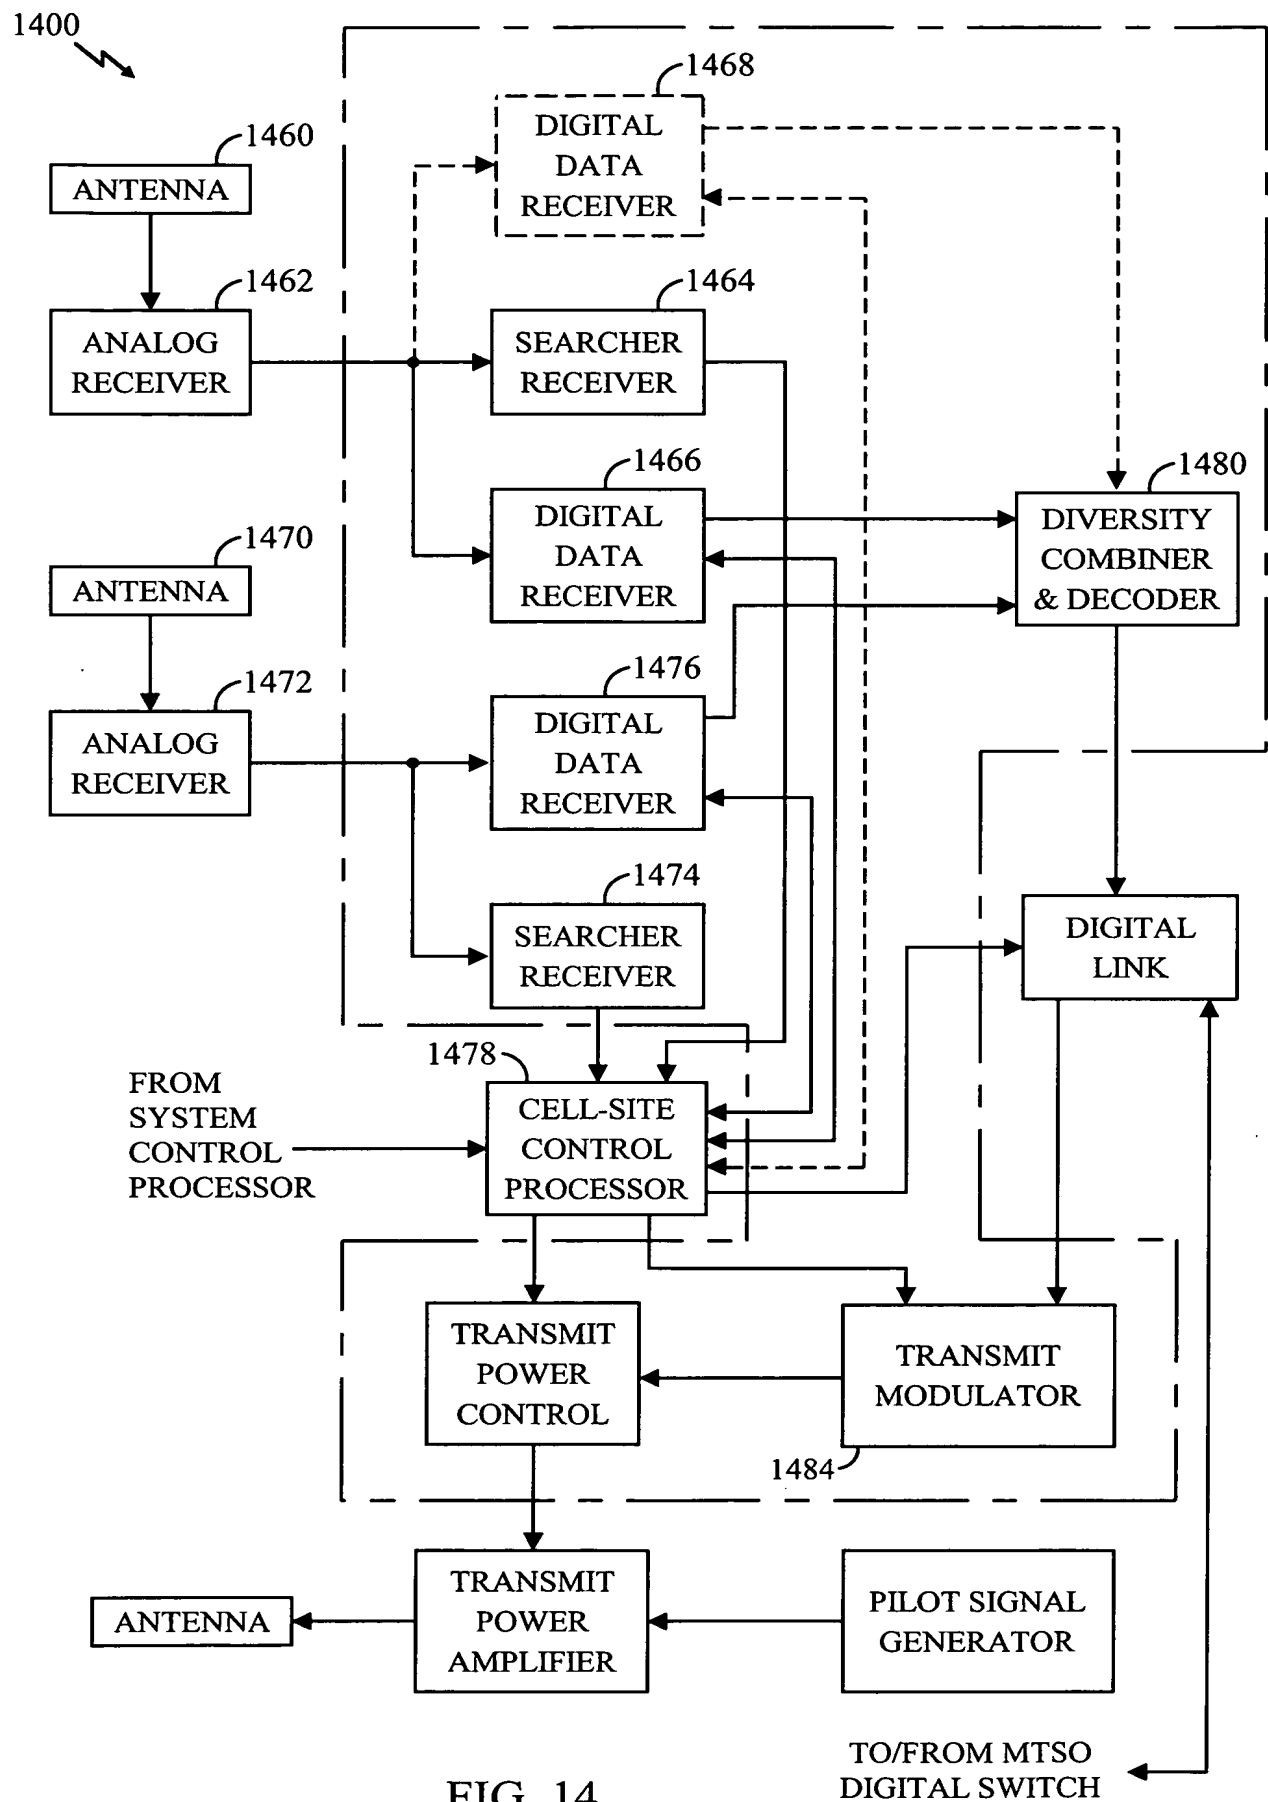 1400
1468
DIGITAL
DATA
RECEIVER
1460
ANTENNA
1462
ANALOG
RECEIVER
1464
SEARCHER
RECEIVER
1466
DIGITAL
DATA
RECEIVER
1480
DIVERSITY
COMBINER
& DECODER
1470
ANTENNA
1472
ANALOG
RECEIVER
1476
DIGITAL
DATA
RECEIVER
1474
SEARCHER
RECEIVER
DIGITAL
LINK
1478
CELL-SITE
CONTROL
PROCESSOR
FROM
SYSTEM
CONTROL
PROCESSOR
TRANSMIT
POWER
CONTROL
TRANSMIT
MODULATOR
1484
TRANSMIT
POWER
AMPLIFIER
PILOT SIGNAL
GENERATOR
ANTENNA
TO/FROM MTSO
DIGITAL SWITCH
FIG. 14